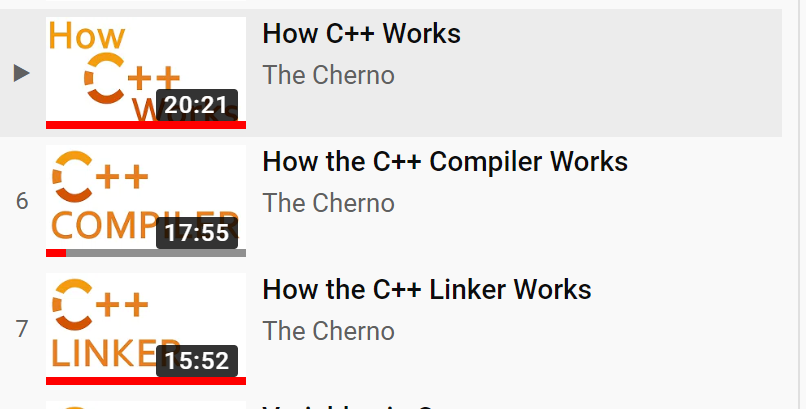 How
C++
Works
20:21
How C++ Works
The Cherno
6
C++
COMPILER
17:55
How the C++ Compiler Works
The Cherno
7
C++
LINKER
15:52
How the C++ Linker Works
The Cherno